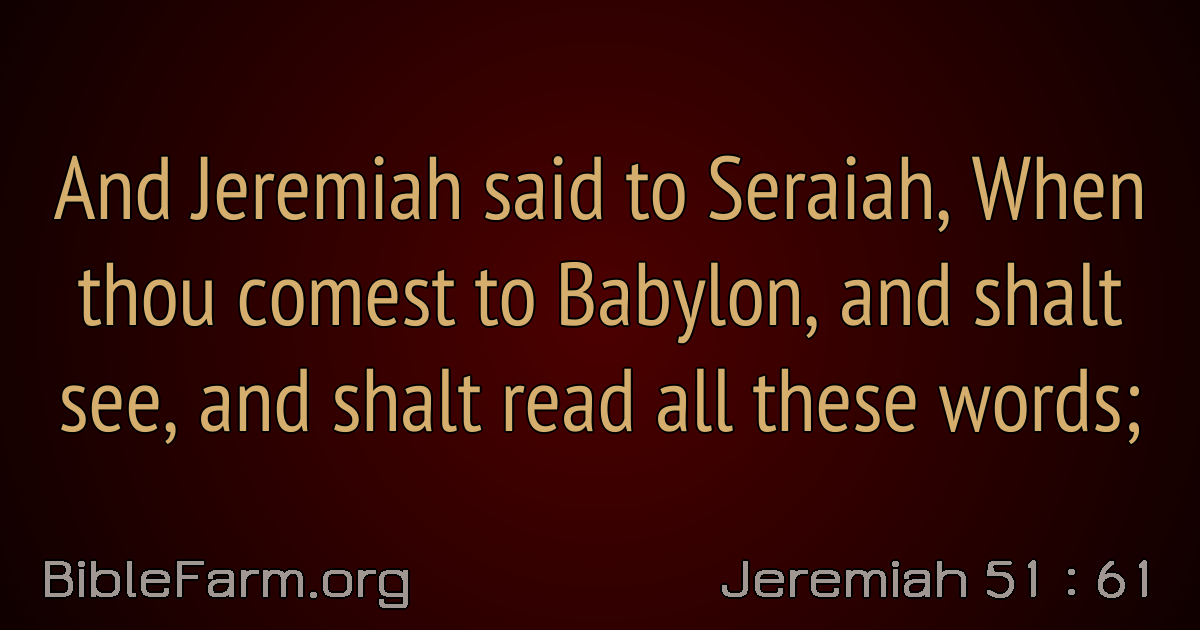 And Jeremiah said to Seraiah, When
thou comest to Babylon, and shalt
see, and shalt read all these words;
BibleFarm.org
Jeremiah 51 : 61